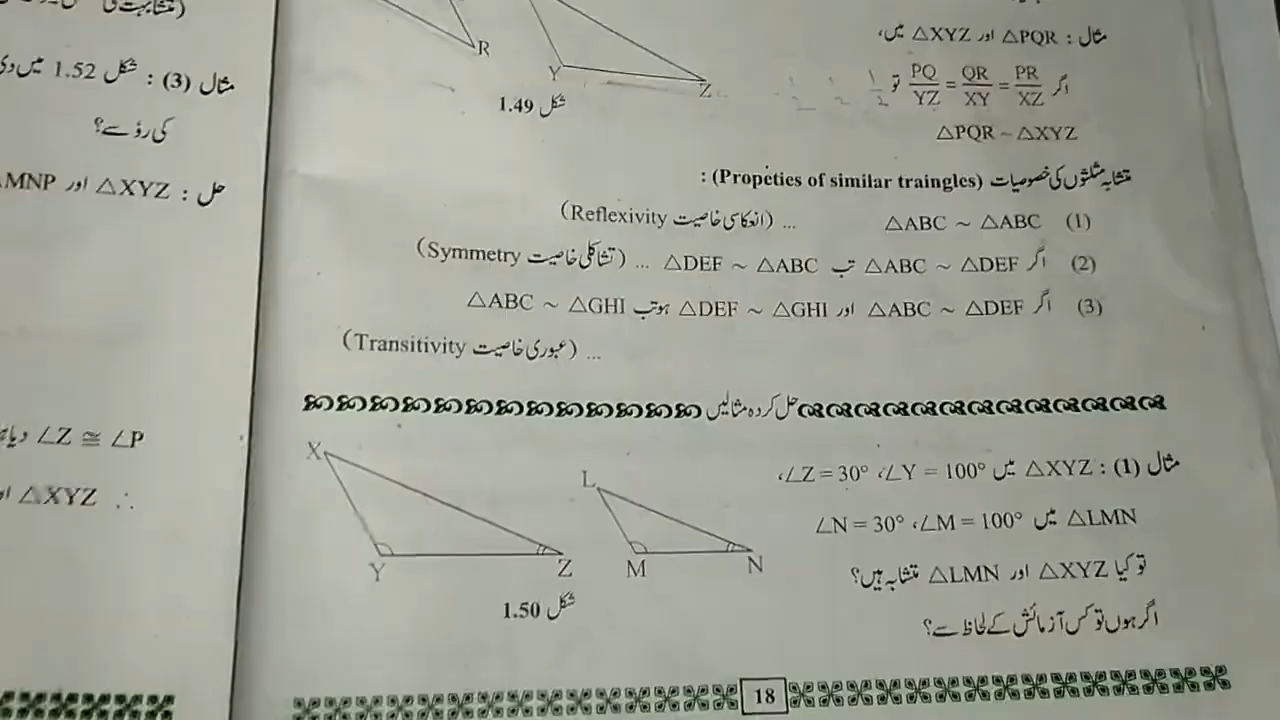 مثال : △PQR اور △XYZ میں،
اگر PQ/YZ = QR/XY = PR/XZ تو
△PQR ~ △XYZ
R
Y
Z
شکل 1.49
متشابہ مثلثوں کی خصوصیات (Propcties of similar traingles) :
(1) △ABC ~ △ABC ... (انعکاسی خاصیت Reflexivity)
(2) اگر △ABC ~ △DEF تب △DEF ~ △ABC ... (تشاکلی خاصیت Symmetry)
(3) اگر △ABC ~ △DEF اور △DEF ~ △GHI ہو تب △ABC ~ △GHI
... (عبوری خاصیت Transitivity)
حل کردہ مثالیں
مثال (1) : △XYZ میں ∠Y = 100° ،∠Z = 30°،
△LMN میں ∠M = 100° ،∠N = 30°
تو کیا △XYZ اور △LMN متشابہ ہیں؟
اگر ہوں تو کس آزمائش کے لحاظ سے؟
X
Y
Z
L
M
N
شکل 1.50
18
مثال (3) : شکل 1.52 میں دی
کی رو سے؟
حل : △XYZ اور MNP
∠Z ≅ ∠P
∴ △XYZ